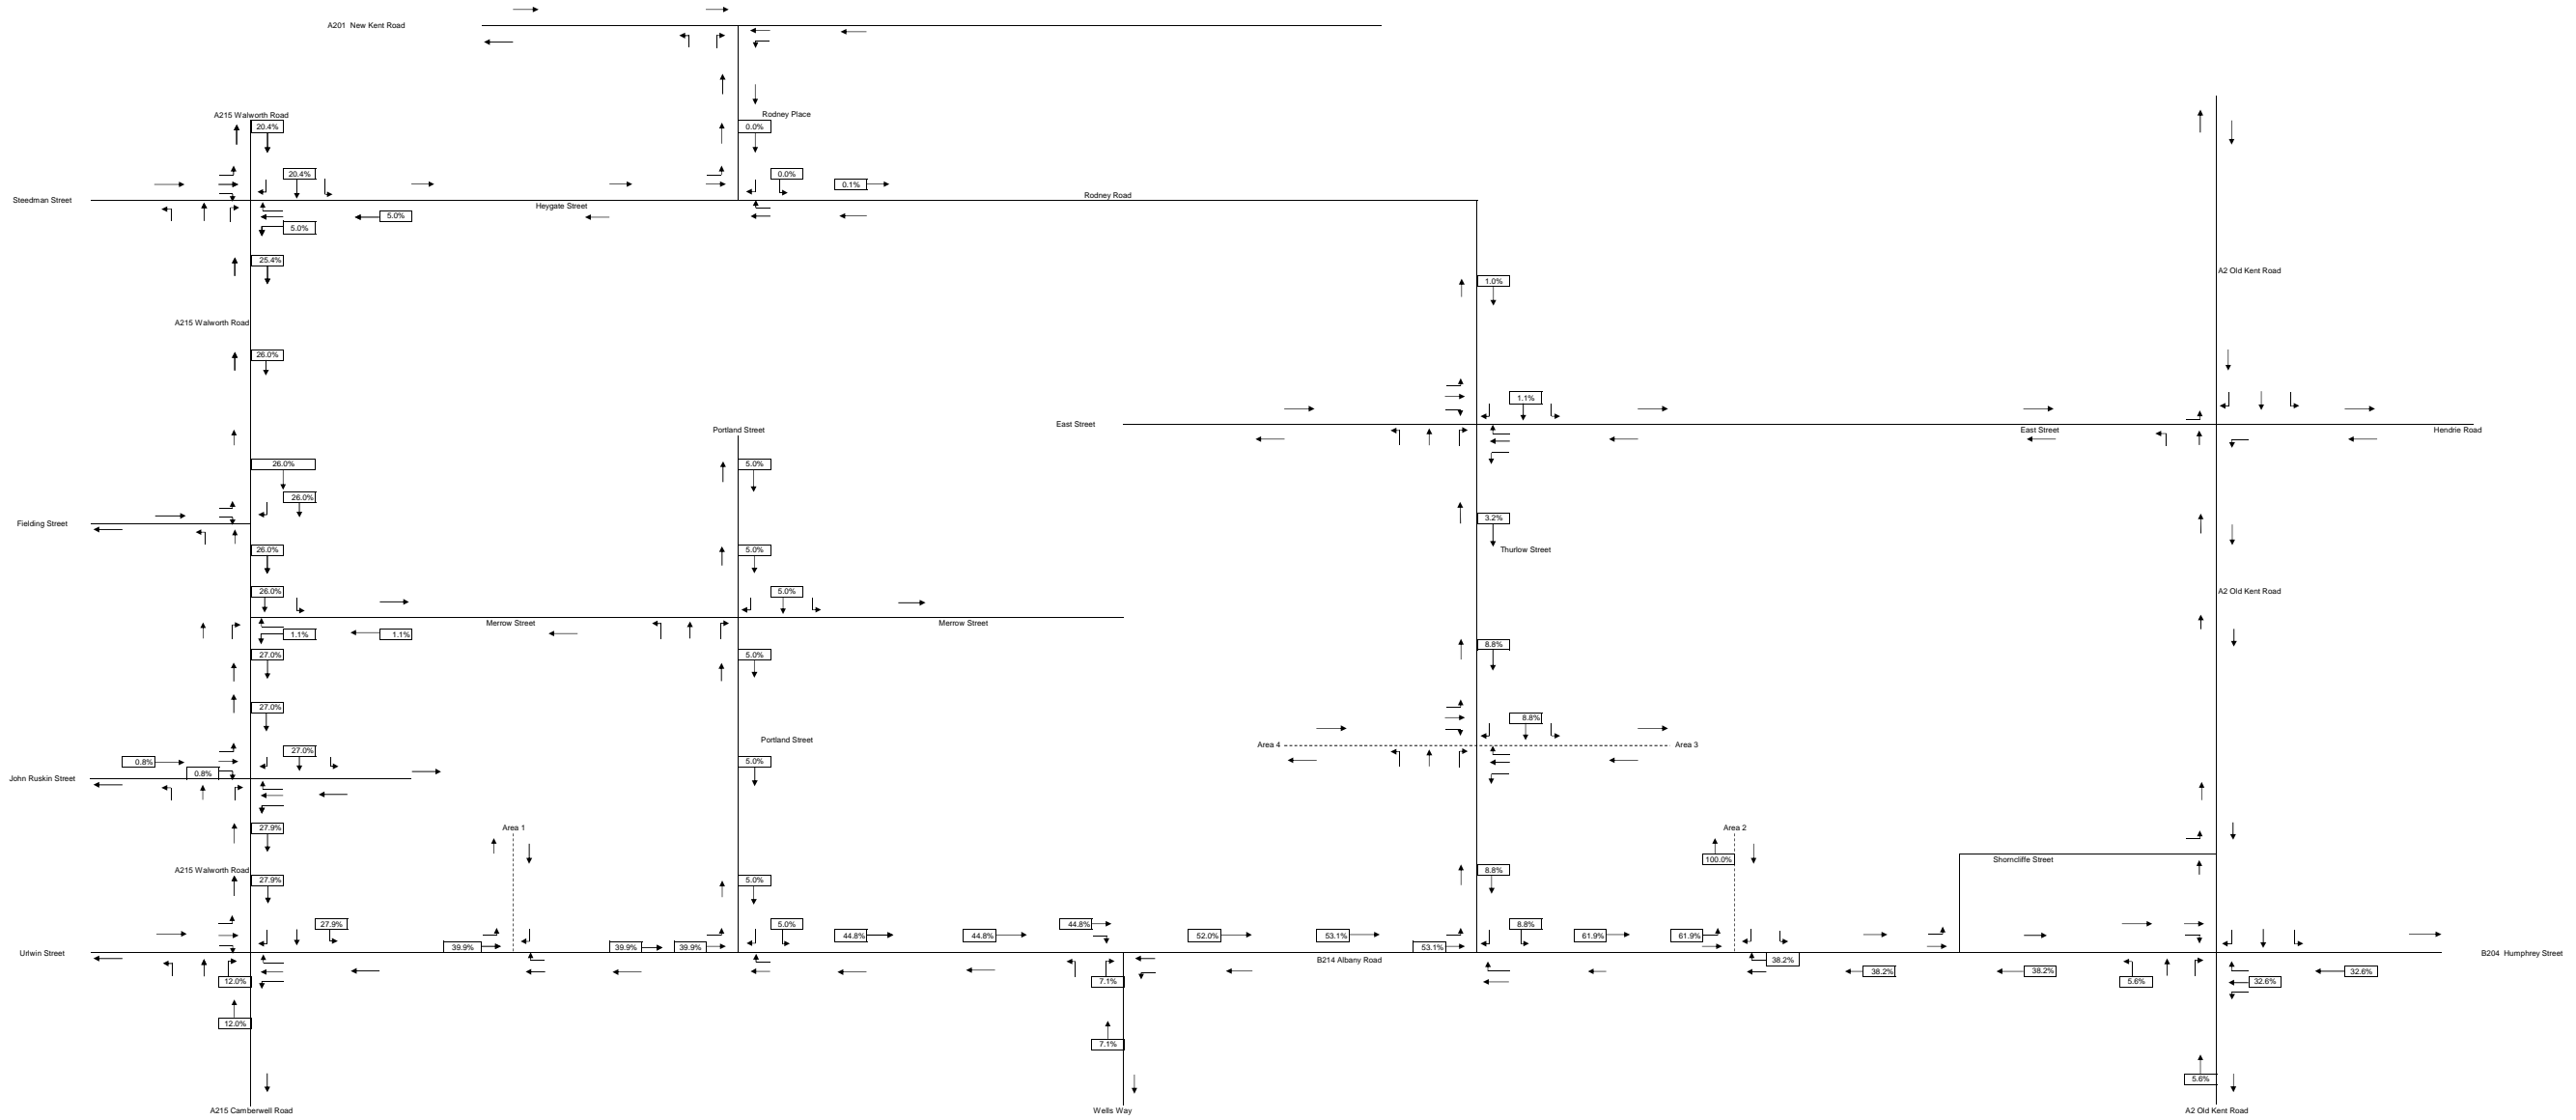 A201  New Kent Road
A215 Walworth Road
Rodney Place
20.4%
0.0%
20.4%
0.0%
0.1%
Steedman Street
Heygate Street
Rodney Road
5.0%
5.0%
25.4%
A2 Old Kent Road
1.0%
A215 Walworth Road
26.0%
1.1%
East Street
Portland Street
East Street
Hendrie Road
26.0%
5.0%
26.0%
Fielding Street
3.2%
26.0%
5.0%
Thurlow Street
26.0%
5.0%
A2 Old Kent Road
Merrow Street
Merrow Street
1.1%
1.1%
27.0%
5.0%
8.8%
27.0%
8.8%
Portland Street
Area 4
Area 3
27.0%
0.8%
5.0%
0.8%
John Ruskin Street
27.9%
Area 1
Area 2
100.0%
Shorncliffe Street
A215 Walworth Road
27.9%
5.0%
8.8%
27.9%
5.0%
44.8%
8.8%
44.8%
44.8%
52.0%
53.1%
61.9%
61.9%
39.9%
39.9%
39.9%
53.1%
Urlwin Street
B214 Albany Road
38.2%
B204  Humphrey Street
38.2%
38.2%
32.6%
12.0%
7.1%
5.6%
32.6%
12.0%
7.1%
5.6%
A215 Camberwell Road
Wells Way
A2 Old Kent Road